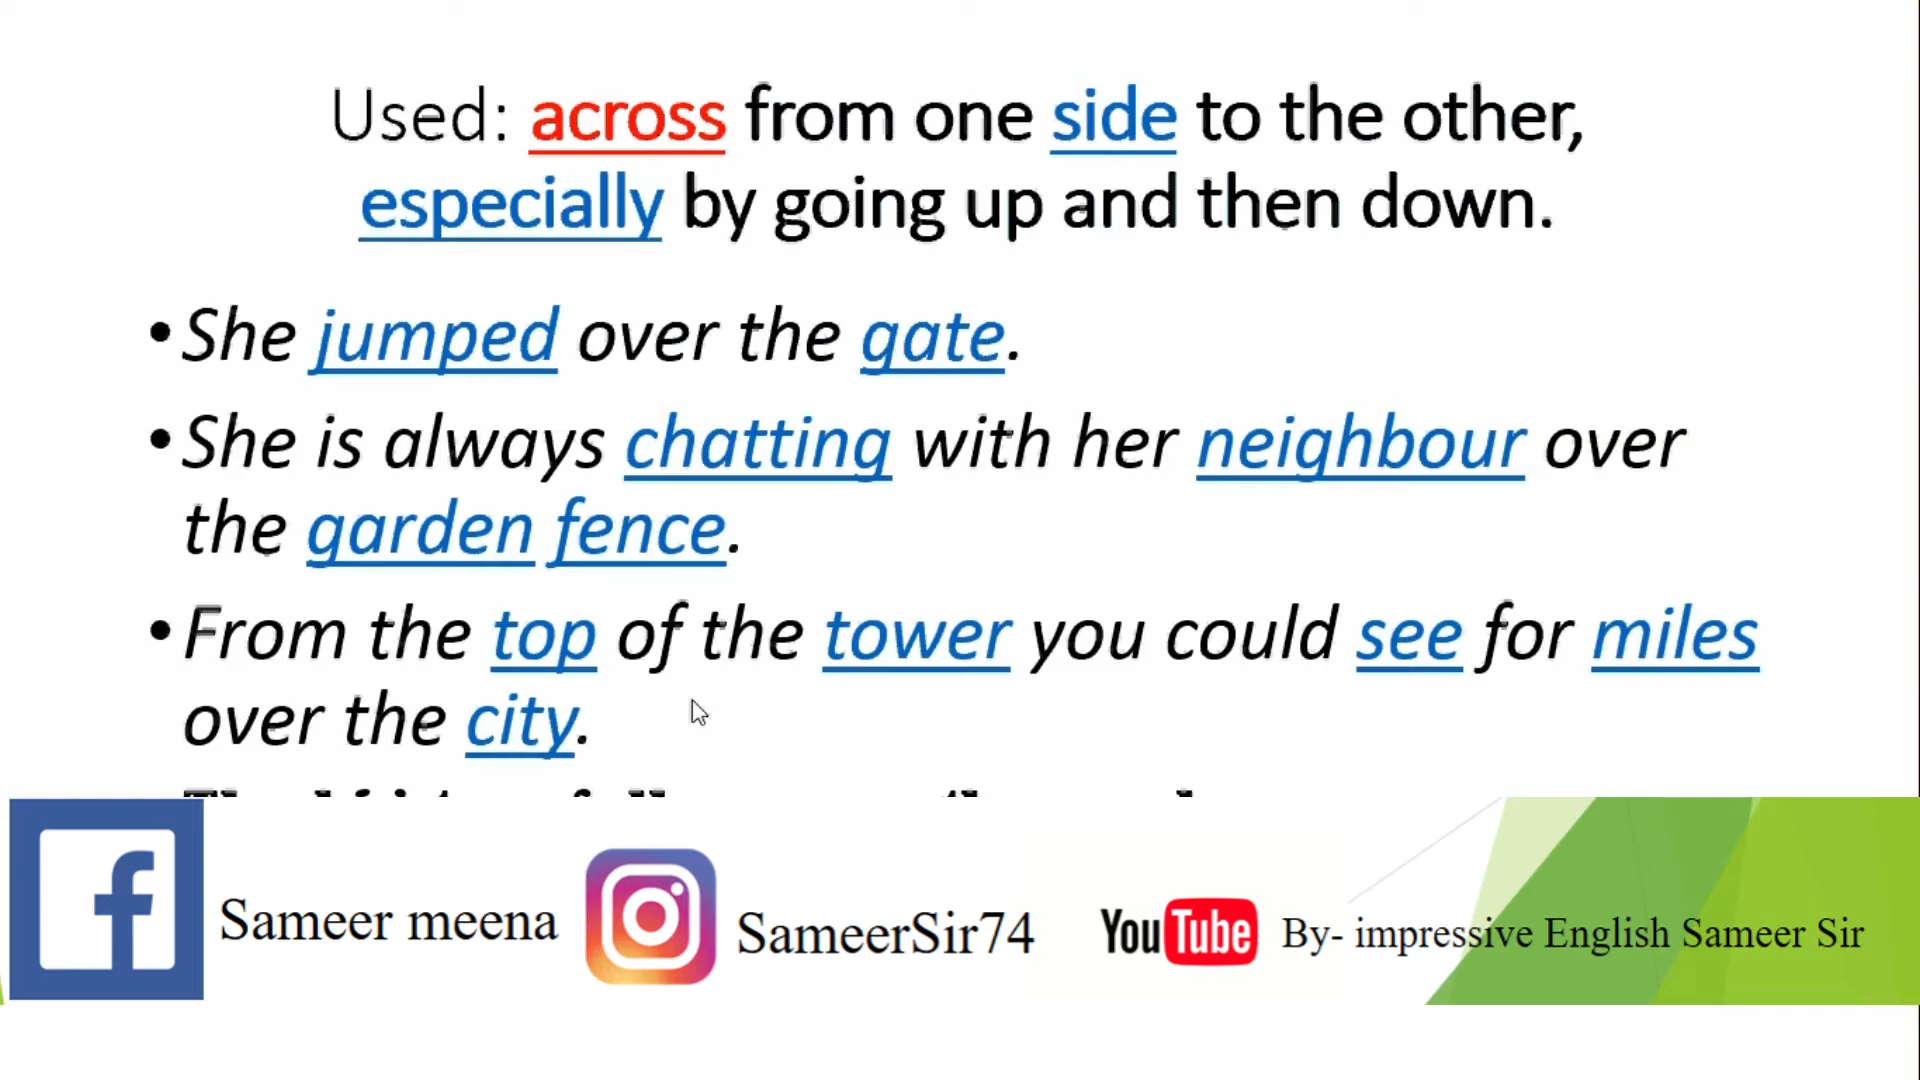 Used: across from one side to the other,
especially by going up and then down.
•She jumped over the gate.
•She is always chatting with her neighbour over
the garden fence.
•From the top of the tower you could see for miles
over the city.
f
Sameer meena
SameerSir74
YouTube
By- impressive English Sameer Sir